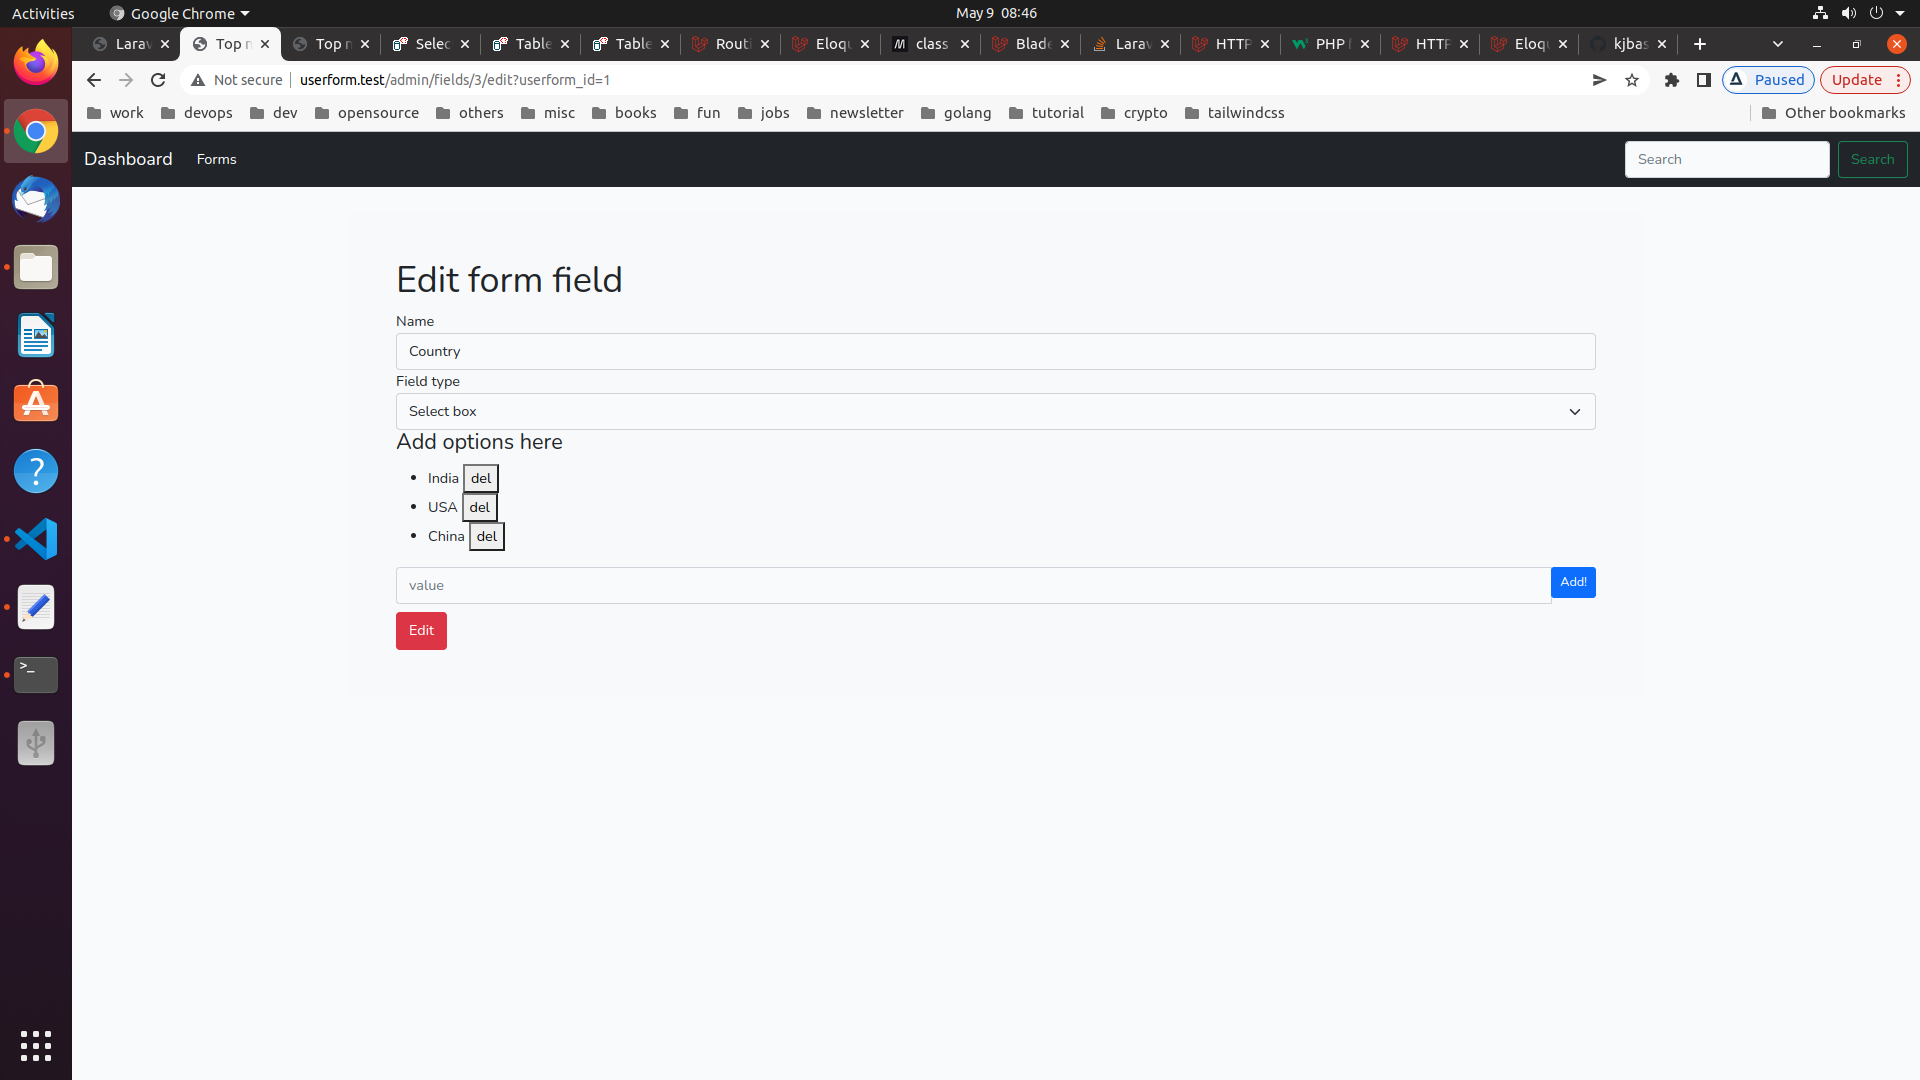 Activities Google Chrome May 9 08:46
Larav Top n Top n Selec Table Table Routi Eloqu class Blade Larav HTTP PHP f HTTP Eloqu kjbas
Not secure userform.test/admin/fields/3/edit?userform_id=1 Paused Update
work devops dev opensource others misc books fun jobs newsletter golang tutorial crypto tailwindcss Other bookmarks
Dashboard Forms Search Search
Edit form field
Name
Country
Field type
Select box
Add options here
India del
USA del
China del
value Add!
Edit